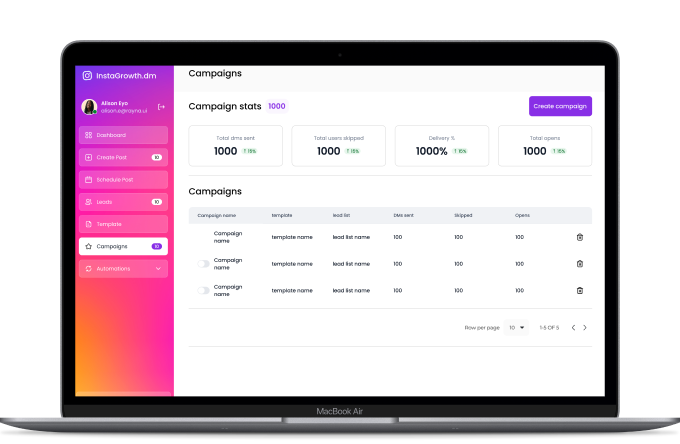 InstaGrowth.dm
Alison Eyo
alison.e@rayna.ui
Dashboard
Create Post 10
Schedule Post
Leads 10
Template
Campaigns 10
Automations
Campaigns
Campaign stats 1000
Create campaign
Total dms sent
1000 ↑ 15%
Total users skipped
1000 ↑ 15%
Delivery %
1000% ↑ 15%
Total opens
1000 ↑ 15%
Campaigns
Campaign name template lead list DMs sent Skipped Opens
Campaign name template name lead list name 100 100 100
Campaign name template name lead list name 100 100 100
Campaign name template name lead list name 100 100 100
Row per page 10 1-5 OF 5
MacBook Air